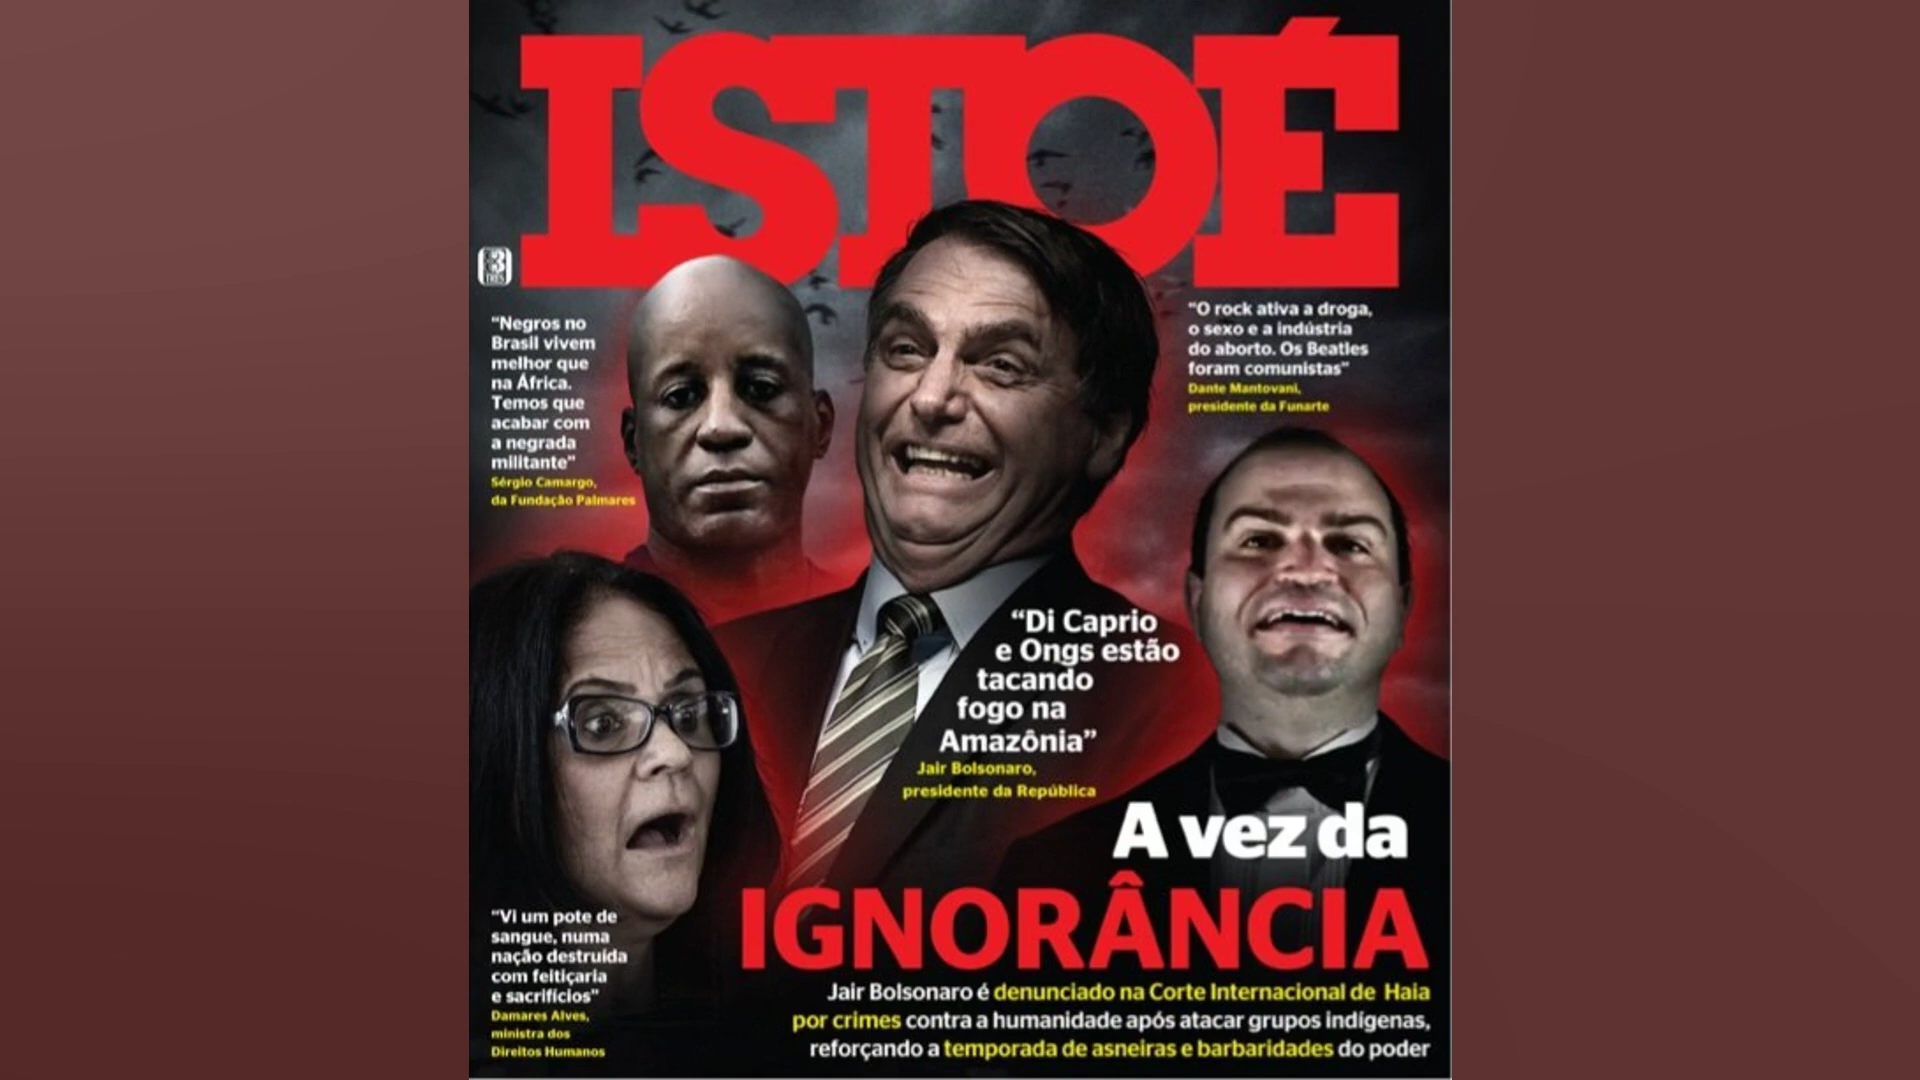 ISTOÉ
3
TRÊS
“Negros no
Brasil vivem
melhor que
na África.
Temos que
acabar com
a negrada
militante”
Sérgio Camargo,
da Fundação Palmares
“O rock ativa a droga,
o sexo e a indústria
do aborto. Os Beatles
foram comunistas”
Dante Mantovani,
presidente da Funarte
“Di Caprio
e Ongs estão
tacando
fogo na
Amazônia”
Jair Bolsonaro,
presidente da República
“Vi um pote de
sangue, numa
nação destruída
com feitiçaria
e sacrifícios”
Damares Alves,
ministra dos
Direitos Humanos
A vez da
IGNORÂNCIA
Jair Bolsonaro é denunciado na Corte Internacional de Haia
por crimes contra a humanidade após atacar grupos indígenas,
reforçando a temporada de asneiras e barbaridades do poder